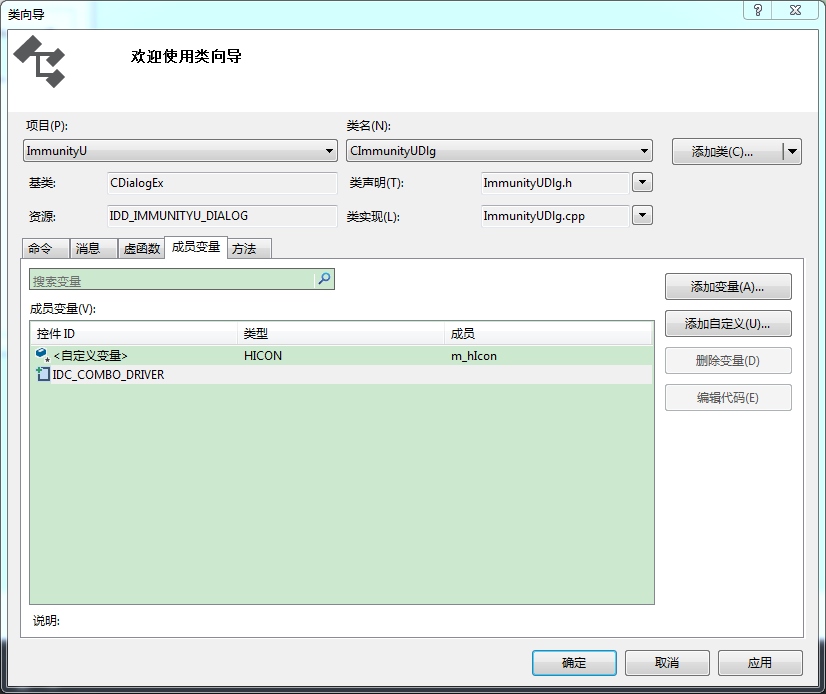 类向导
欢迎使用类向导
项目(P): 类名(N):
ImmunityU CImmunityUDlg 添加类(C)...
基类: CDialogEx 类声明(T): ImmunityUDlg.h
资源: IDD_IMMUNITYU_DIALOG 类实现(L): ImmunityUDlg.cpp
命令 消息 虚函数 成员变量 方法
搜索变量 添加变量(A)...
成员变量(V):
控件 ID 类型 成员 添加自定义(U)...
<自定义变量> HICON m_hIcon 删除变量(D)
IDC_COMBO_DRIVER
编辑代码(E)
说明:
确定 取消 应用